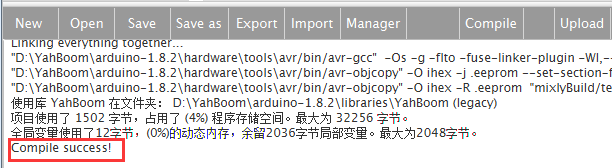 New Open Save Save as Export Import Manager Compile Upload
Linking everything together...
"D:\YahBoom\arduino-1.8.2\hardware\tools\avr/bin/avr-gcc" -Os -g -flto -fuse-linker-plugin -Wl,--
"D:\YahBoom\arduino-1.8.2\hardware\tools\avr/bin/avr-objcopy" -O ihex -j .eeprom --set-section-f
"D:\YahBoom\arduino-1.8.2\hardware\tools\avr/bin/avr-objcopy" -O ihex -R .eeprom "mixlyBuild/te
使用库 YahBoom 在文件夹： D:\YahBoom\arduino-1.8.2\libraries\YahBoom (legacy)
项目使用了 1502 字节，占用了 (4%) 程序存储空间。最大为 32256 字节。
全局变量使用了12字节，(0%)的动态内存，余留2036字节局部变量。最大为2048字节。
Compile success!